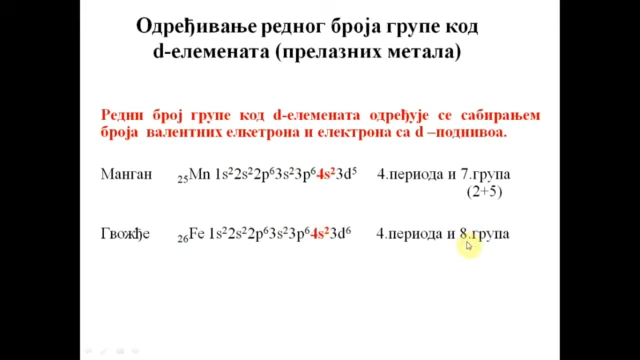 Одређивање редног броја групе код
d-елемената (прелазних метала)
Редни број групе код d-елемената одређује се сабирањем
броја валентних елкетрона и електрона са d –поднивоа.
Манган ₂₅Mn 1s²2s²2p⁶3s²3p⁶4s²3d⁵ 4.периода и 7.група
(2+5)
Гвожђе ₂₆Fe 1s²2s²2p⁶3s²3p⁶4s²3d⁶ 4.периода и 8.група